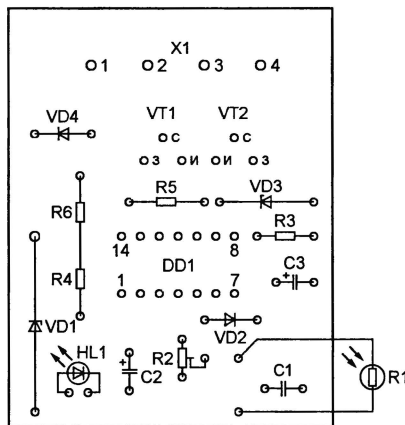 X1
1 2 3 4
VT1 VT2
VD4
с с
з и и з
R5 VD3
R6
R3
14 8
DD1
R4 1 7
C3
+
VD1
VD2
HL1
+ C2
R2
C1
R1